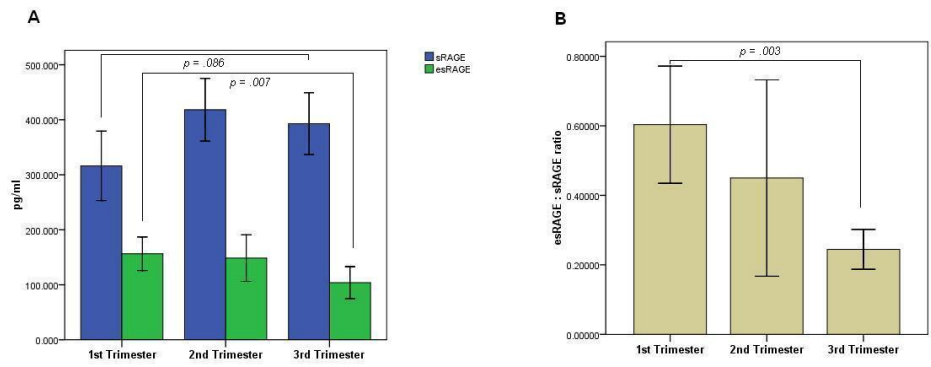 A
p = .086
p = .007
sRAGE
esRAGE
500.000
400.000
300.000
200.000
100.000
0.000
pg/ml
1st Trimester
2nd Trimester
3rd Trimester
B
p = .003
0.80000
0.60000
0.40000
0.20000
0.00000
esRAGE : sRAGE ratio
1st Trimester
2nd Trimester
3rd Trimester